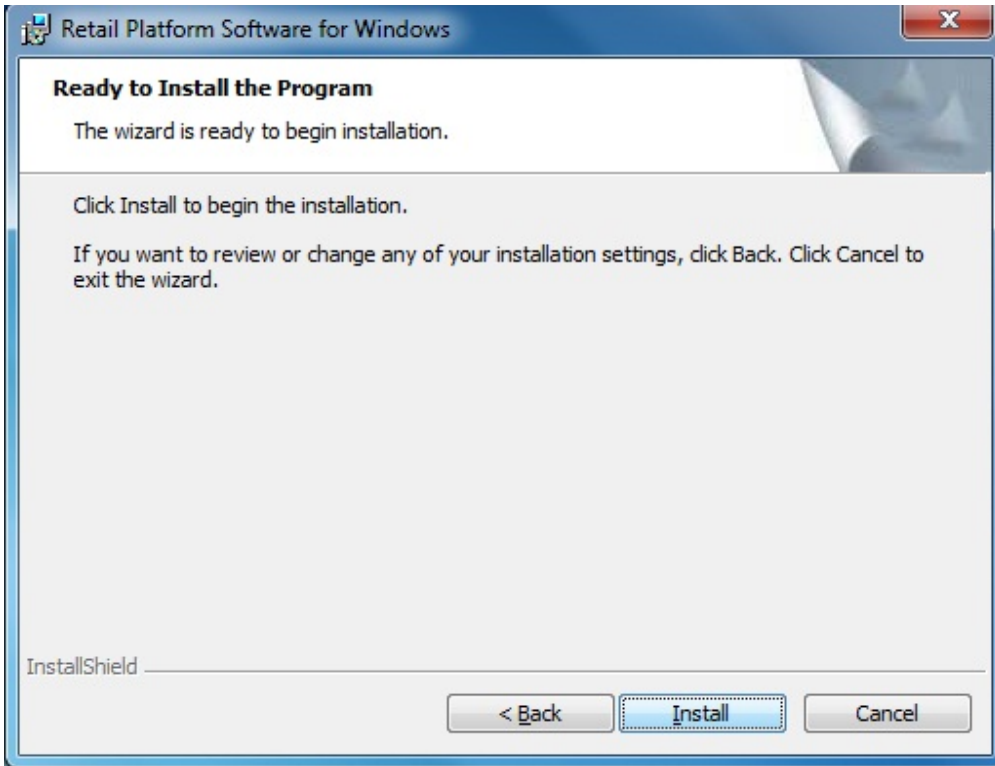 Retail Platform Software for Windows
Ready to Install the Program
The wizard is ready to begin installation.
Click Install to begin the installation.
If you want to review or change any of your installation settings, click Back. Click Cancel to
exit the wizard.
InstallShield
< Back Install Cancel